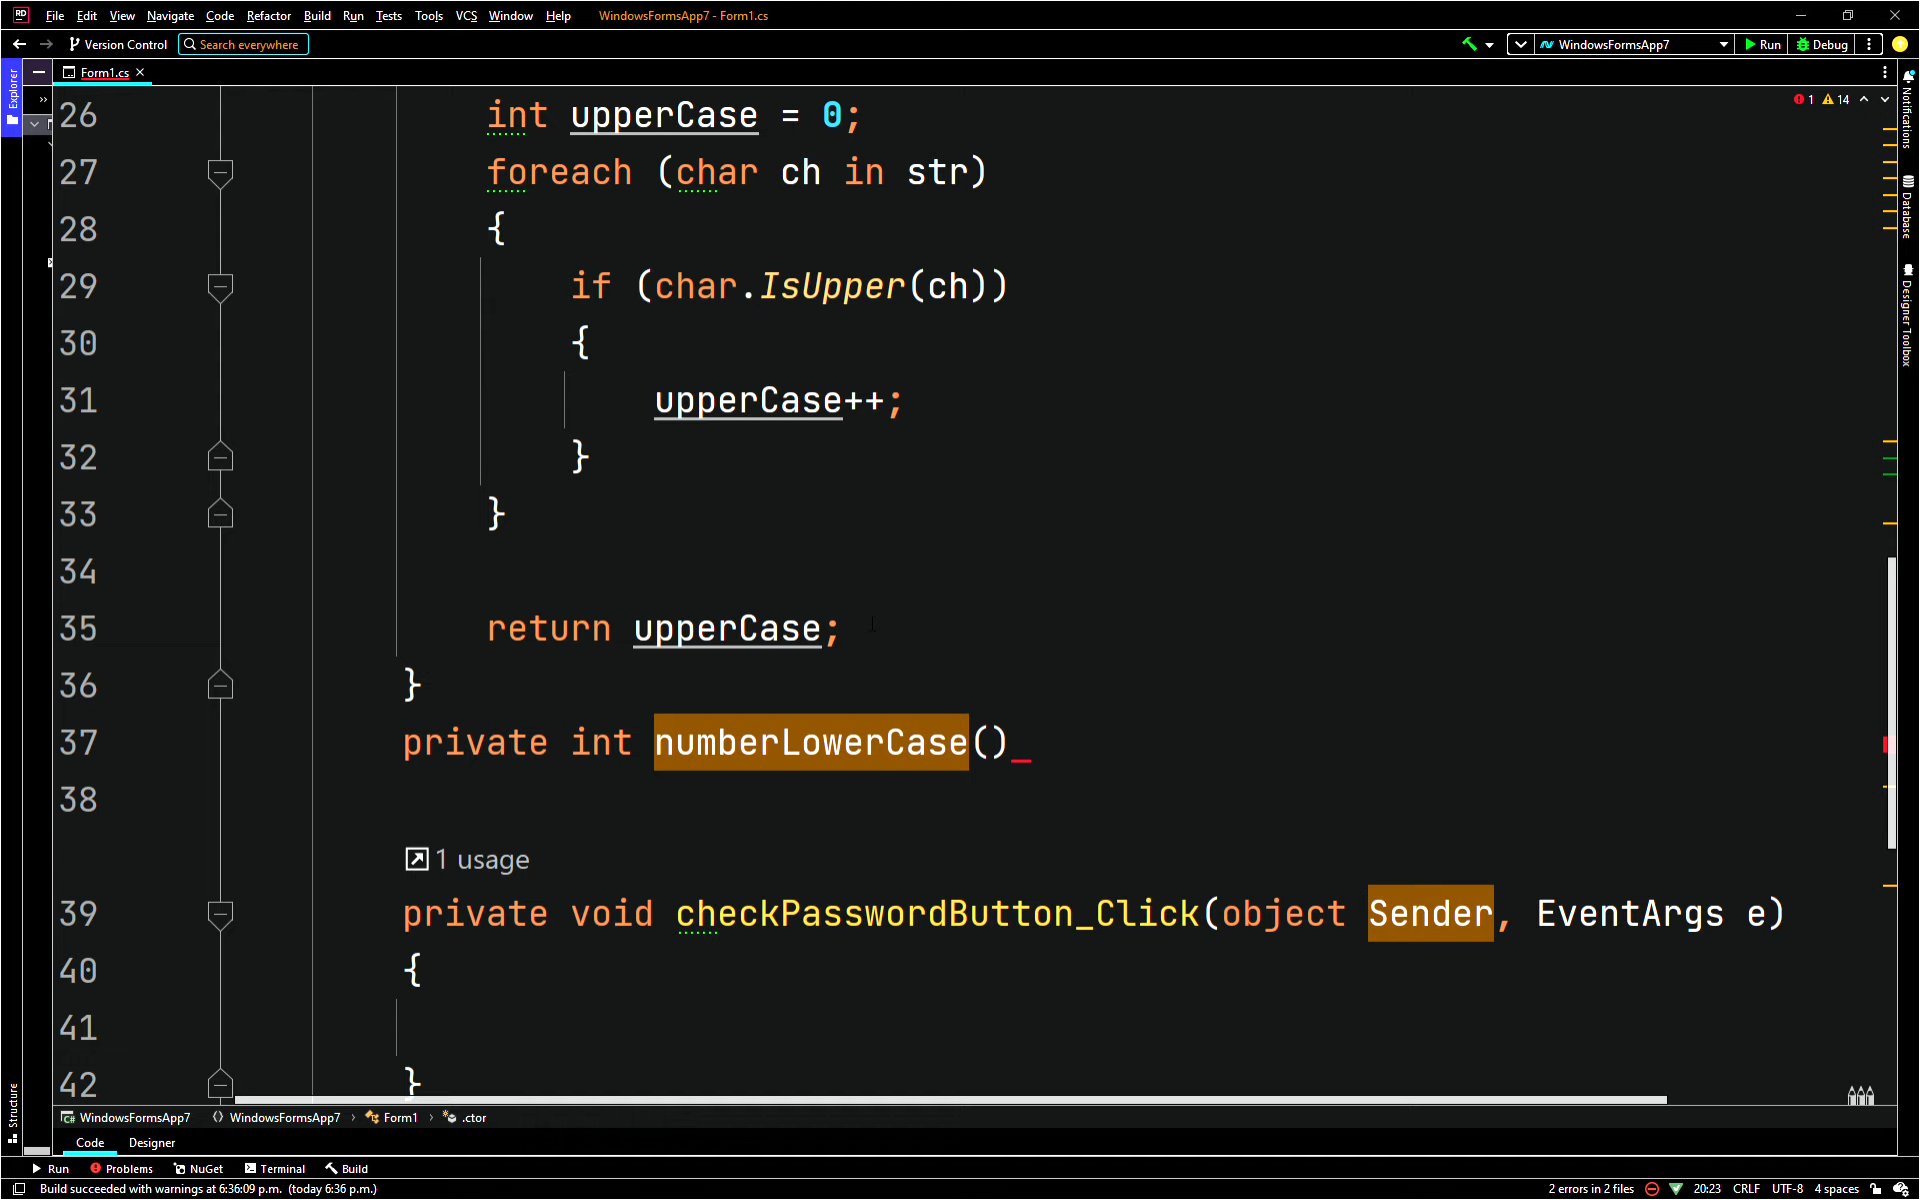 RD File Edit View Navigate Code Refactor Build Run Tests Tools VCS Window Help WindowsFormsApp7 - Form1.cs
Version Control Search everywhere WindowsFormsApp7 Run Debug
Explorer
Form1.cs
1 14
Notifications
Database
Designer Toolbox
26 int upperCase = 0;
27 foreach (char ch in str)
28 {
29 if (char.IsUpper(ch))
30 {
31 upperCase++;
32 }
33 }
34
35 return upperCase;
36 }
37 private int numberLowerCase()
38
1 usage
39 private void checkPasswordButton_Click(object Sender, EventArgs e)
40 {
41
42 }
Structure
C# WindowsFormsApp7 WindowsFormsApp7 Form1 .ctor
Code Designer
Run Problems NuGet Terminal Build
Build succeeded with warnings at 6:36:09 p.m. (today 6:36 p.m.) 2 errors in 2 files 20:23 CRLF UTF-8 4 spaces